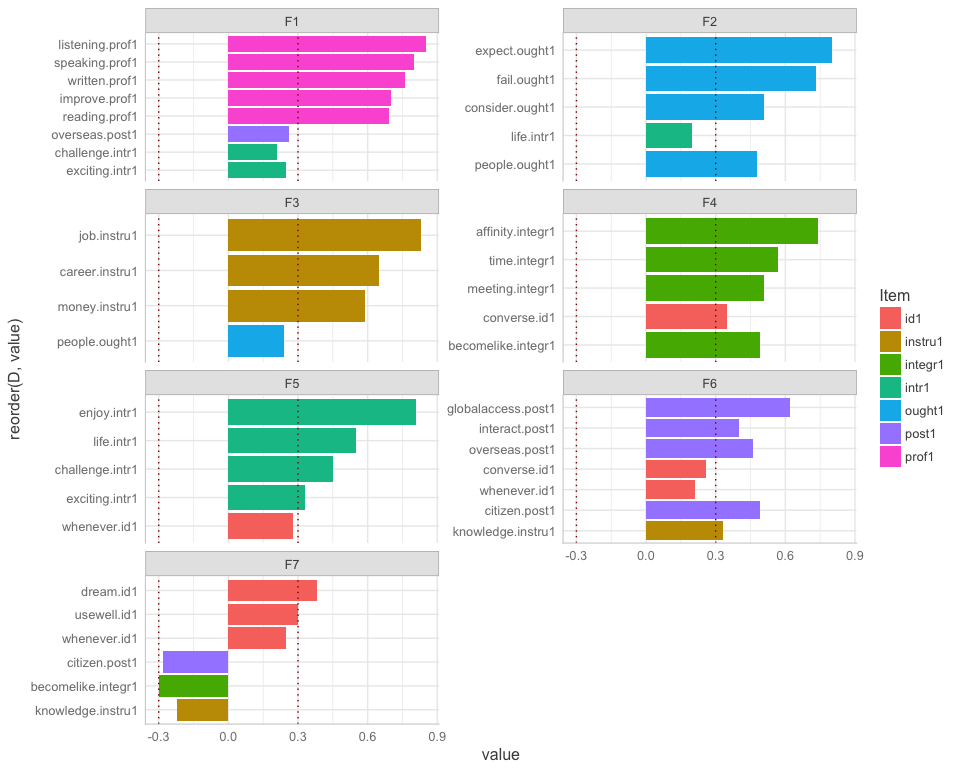 F1
listening.prof1
speaking.prof1
written.prof1
improve.prof1
reading.prof1
overseas.post1
challenge.intr1
exciting.intr1
F2
expect.ought1
fail.ought1
consider.ought1
life.intr1
people.ought1
F3
job.instru1
career.instru1
money.instru1
people.ought1
F4
affinity.integr1
time.integr1
meeting.integr1
converse.id1
becomelike.integr1
F5
enjoy.intr1
life.intr1
challenge.intr1
exciting.intr1
whenever.id1
F6
globalaccess.post1
interact.post1
overseas.post1
converse.id1
whenever.id1
citizen.post1
knowledge.instru1
-0.3 0.0 0.3 0.6 0.9
F7
dream.id1
usewell.id1
whenever.id1
citizen.post1
becomelike.integr1
knowledge.instru1
-0.3 0.0 0.3 0.6 0.9
value
reorder(D, value)
Item
id1
instru1
integr1
intr1
ought1
post1
prof1